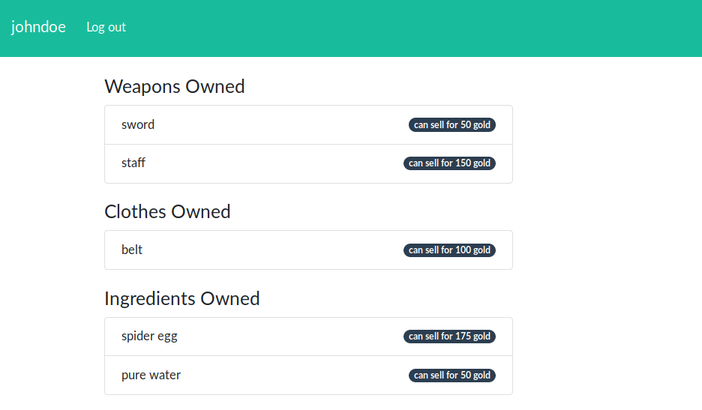 johndoe Log out
Weapons Owned
sword can sell for 50 gold
staff can sell for 150 gold
Clothes Owned
belt can sell for 100 gold
Ingredients Owned
spider egg can sell for 175 gold
pure water can sell for 50 gold